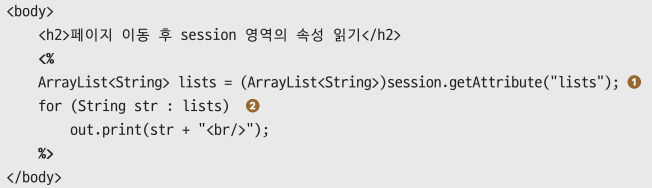 <body>
<h2>페이지 이동 후 session 영역의 속성 읽기</h2>
<%
ArrayList<String> lists = (ArrayList<String>)session.getAttribute("lists"); ❶
for (String str : lists) ❷
out.print(str + "<br/>");
%>
</body>